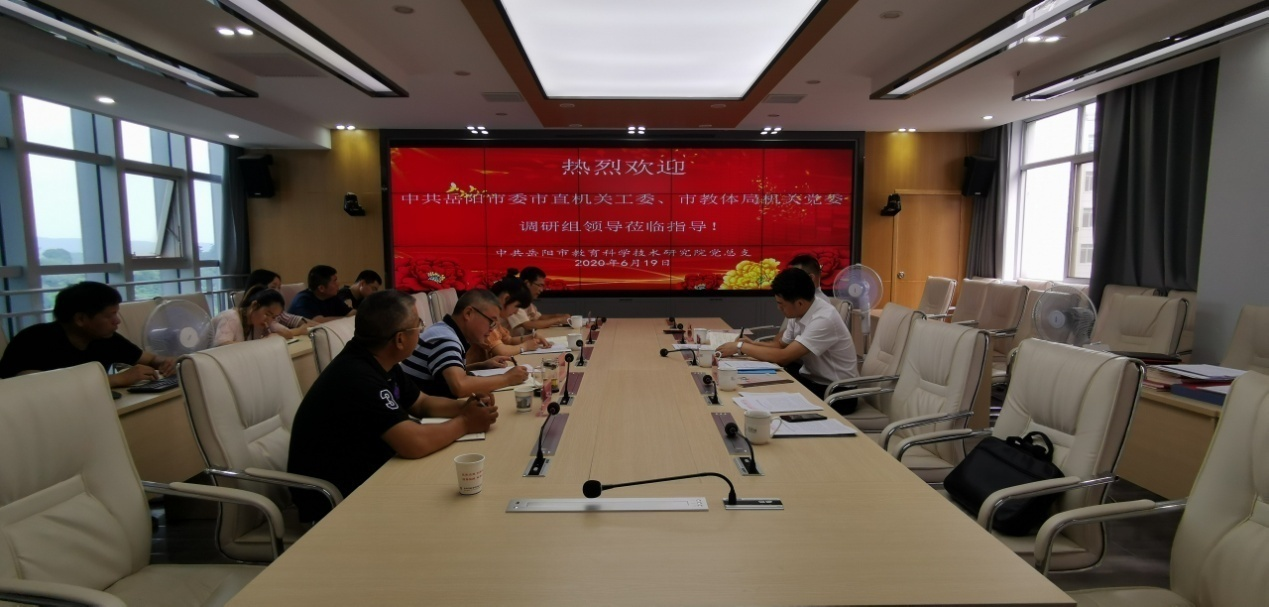 热烈欢迎
中共岳阳市委市直机关工委、市教体局机关党委
调研组领导莅临指导！
中共岳阳市教育科学技术研究院党总支
2020年6月19日
3